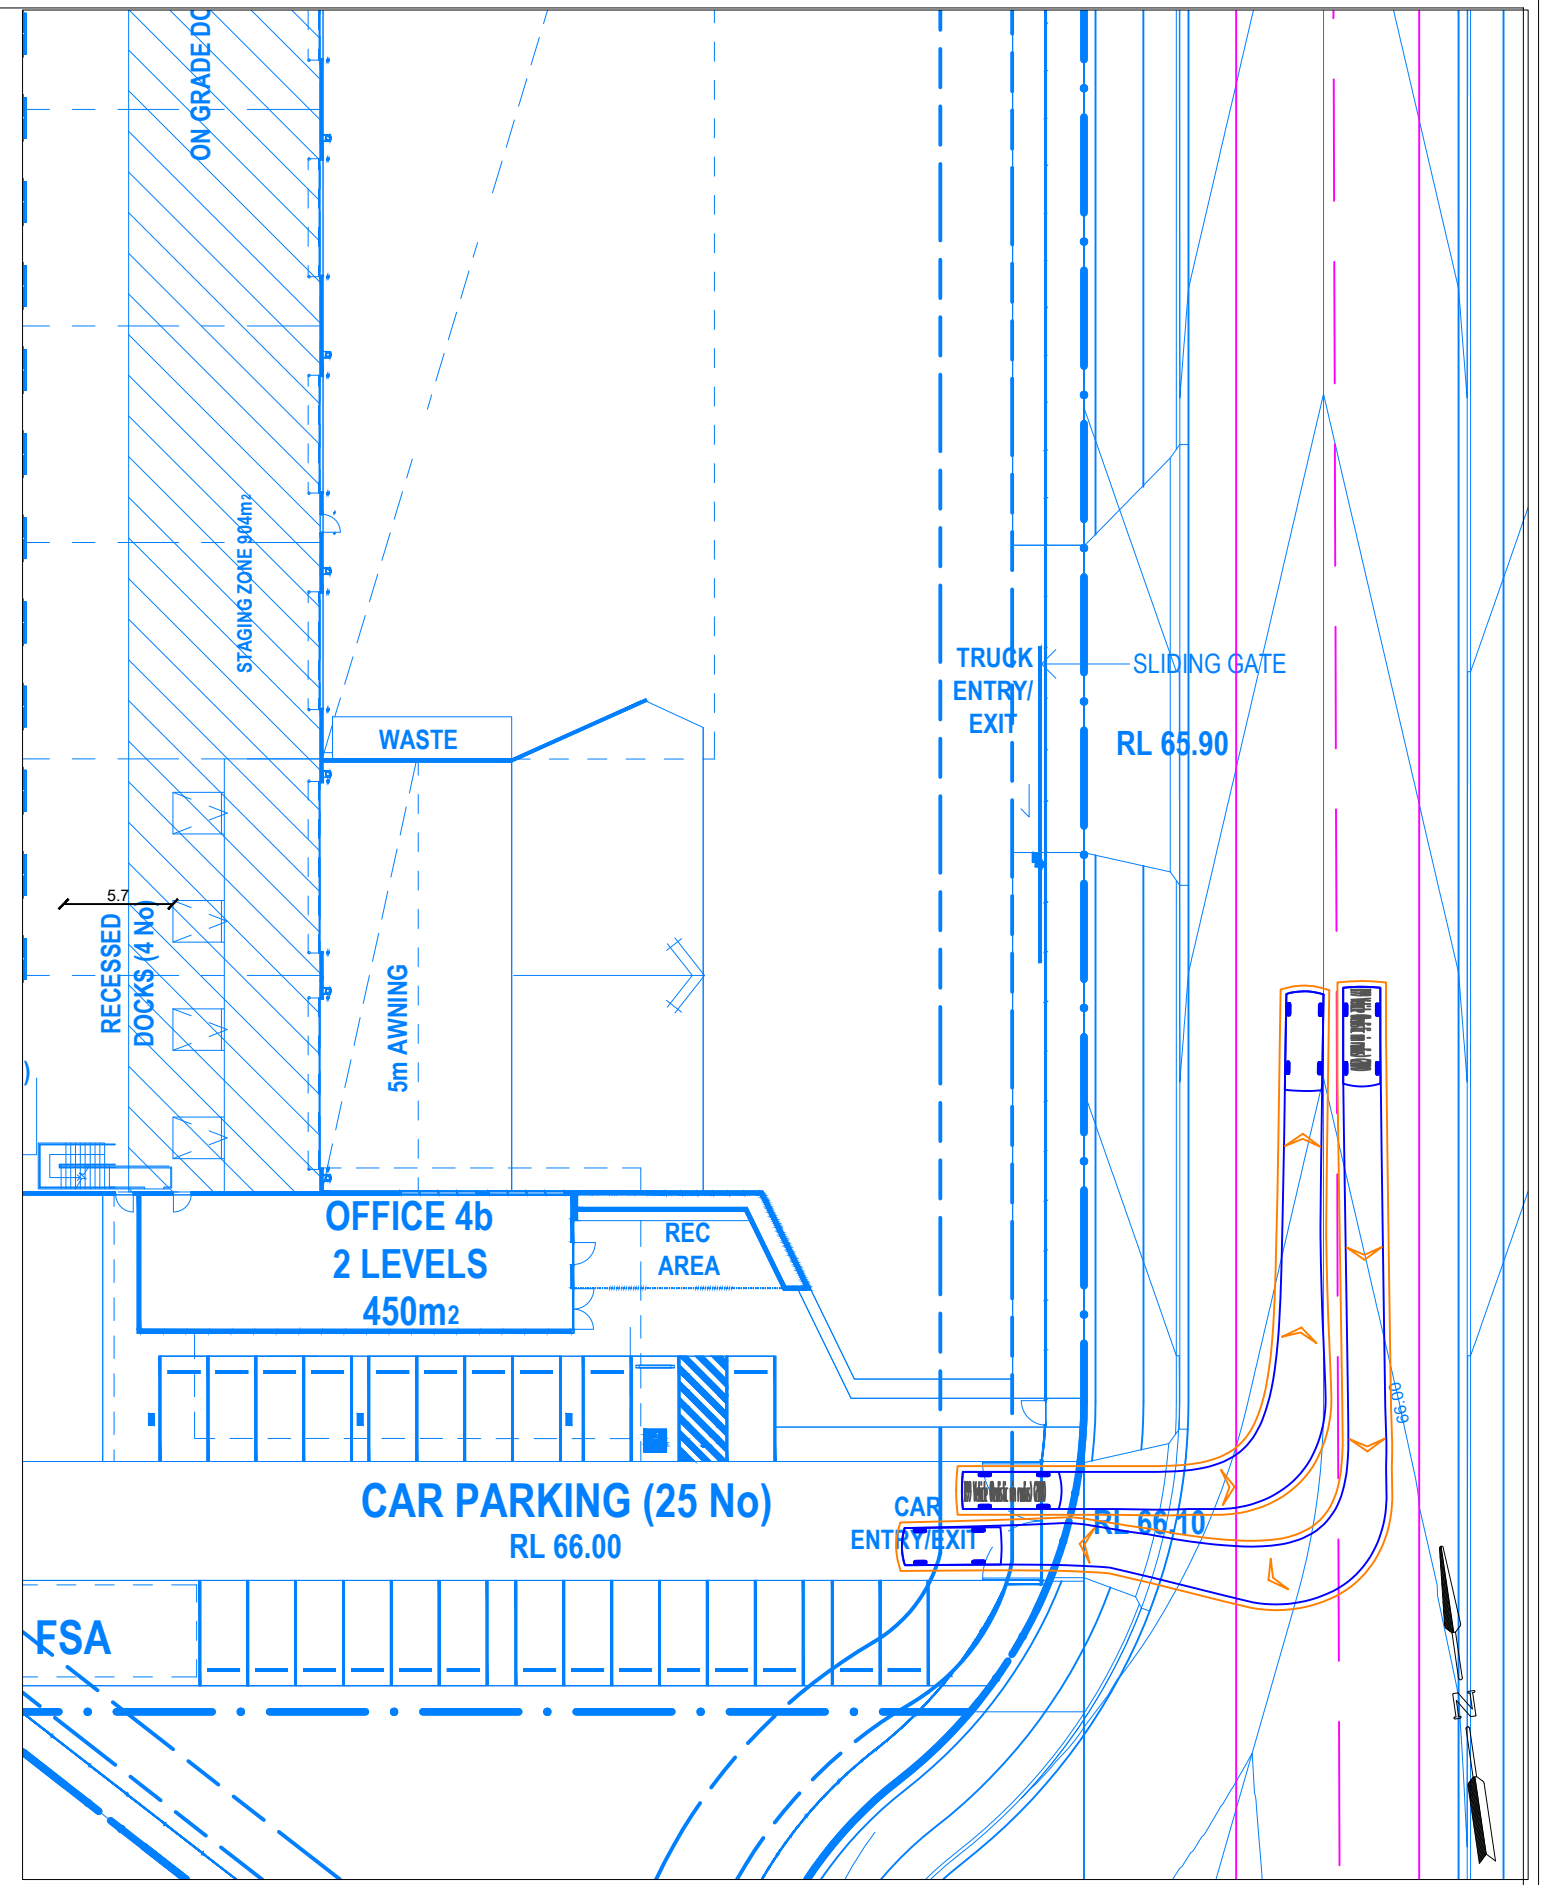 ON GRADE DO
STAGING ZONE 904m2
TRUCK
ENTRY/
EXIT
SLIDING GATE
RL 65.90
WASTE
5.7
RECESSED
DOCKS (4 No)
5m AWNING
)
OFFICE 4b
2 LEVELS
450m2
REC
AREA
66.00
CAR PARKING (25 No)
RL 66.00
CAR
ENTRY/EXIT
RL 66.10
FSA
N